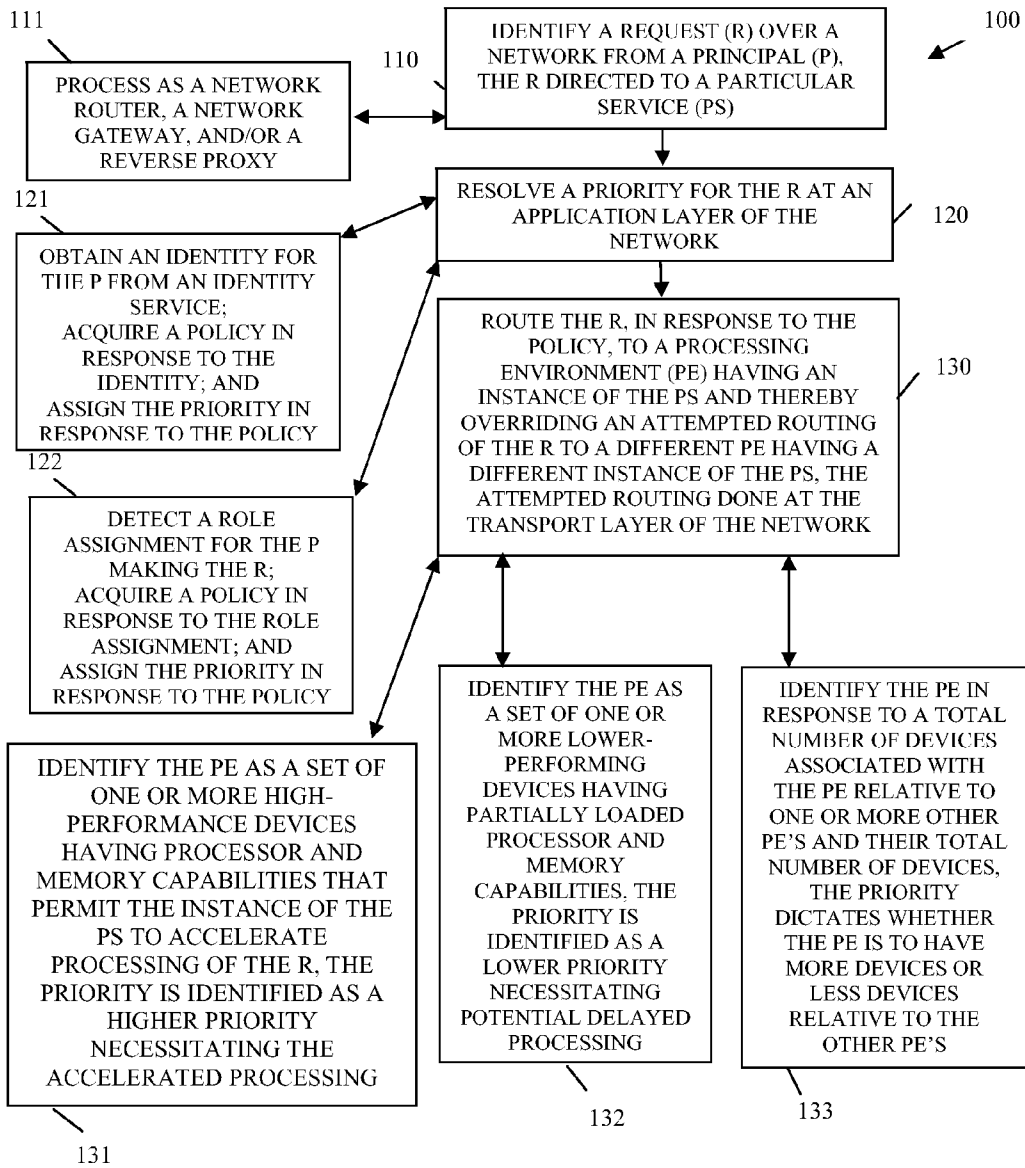 111
PROCESS AS A NETWORK
ROUTER, A NETWORK
GATEWAY, AND/OR A
REVERSE PROXY
110
IDENTIFY A REQUEST (R) OVER A
NETWORK FROM A PRINCIPAL (P),
THE R DIRECTED TO A PARTICULAR
SERVICE (PS)
100
121
RESOLVE A PRIORITY FOR THE R AT AN
APPLICATION LAYER OF THE
NETWORK
120
OBTAIN AN IDENTITY FOR
THE P FROM AN IDENTITY
SERVICE;
ACQUIRE A POLICY IN
RESPONSE TO THE
IDENTITY; AND
ASSIGN THE PRIORITY IN
RESPONSE TO THE POLICY
ROUTE THE R, IN RESPONSE TO THE
POLICY, TO A PROCESSING
ENVIRONMENT (PE) HAVING AN
INSTANCE OF THE PS AND THEREBY
OVERRIDING AN ATTEMPTED ROUTING
OF THE R TO A DIFFERENT PE HAVING A
DIFFERENT INSTANCE OF THE PS, THE
ATTEMPTED ROUTING DONE AT THE
TRANSPORT LAYER OF THE NETWORK
130
122
DETECT A ROLE
ASSIGNMENT FOR THE P
MAKING THE R;
ACQUIRE A POLICY IN
RESPONSE TO THE ROLE
ASSIGNMENT; AND
ASSIGN THE PRIORITY IN
RESPONSE TO THE POLICY
IDENTIFY THE PE AS A SET OF
ONE OR MORE HIGH-
PERFORMANCE DEVICES
HAVING PROCESSOR AND
MEMORY CAPABILITIES THAT
PERMIT THE INSTANCE OF THE
PS TO ACCELERATE
PROCESSING OF THE R, THE
PRIORITY IS IDENTIFIED AS A
HIGHER PRIORITY
NECESSITATING THE
ACCELERATED PROCESSING
131
IDENTIFY THE PE AS
A SET OF ONE OR
MORE LOWER-
PERFORMING
DEVICES HAVING
PARTIALLY LOADED
PROCESSOR AND
MEMORY
CAPABILITIES, THE
PRIORITY IS
IDENTIFIED AS A
LOWER PRIORITY
NECESSITATING
POTENTIAL DELAYED
PROCESSING
132
IDENTIFY THE PE IN
RESPONSE TO A TOTAL
NUMBER OF DEVICES
ASSOCIATED WITH
THE PE RELATIVE TO
ONE OR MORE OTHER
PE'S AND THEIR TOTAL
NUMBER OF DEVICES,
THE PRIORITY
DICTATES WHETHER
THE PE IS TO HAVE
MORE DEVICES OR
LESS DEVICES
RELATIVE TO THE
OTHER PE'S
133